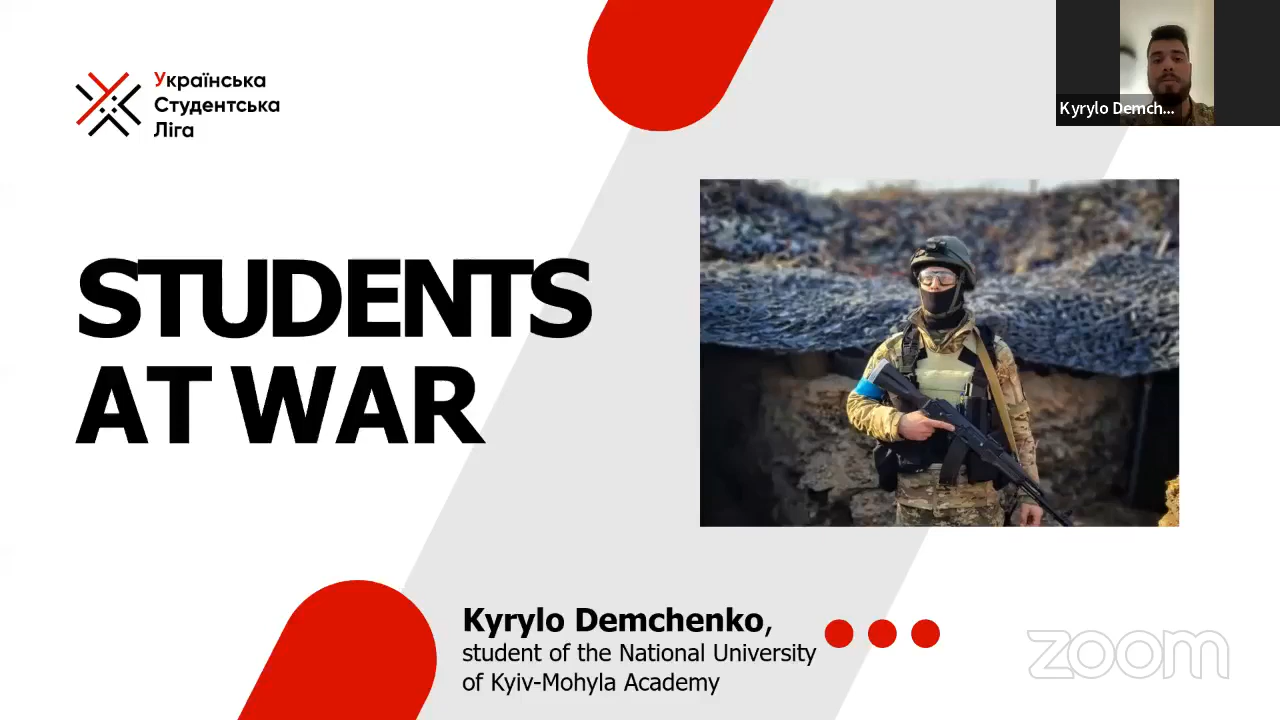 Українська
Студентська
Ліга
Kyrylo Demch...
STUDENTS
AT WAR
Kyrylo Demchenko,
student of the National University
of Kyiv-Mohyla Academy
zoom